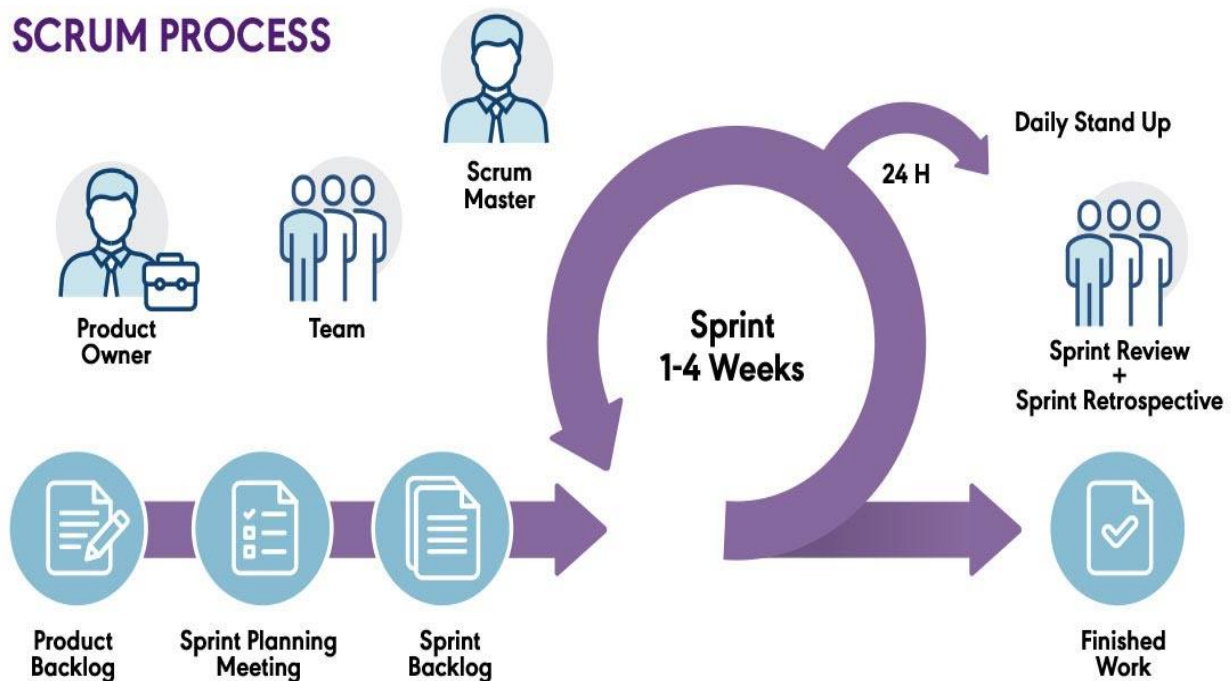 SCRUM PROCESS
Scrum
Master
Daily Stand Up
24 H
Product
Owner
Team
Sprint
1-4 Weeks
Sprint Review
+
Sprint Retrospective
Product
Backlog
Sprint Planning
Meeting
Sprint
Backlog
Finished
Work